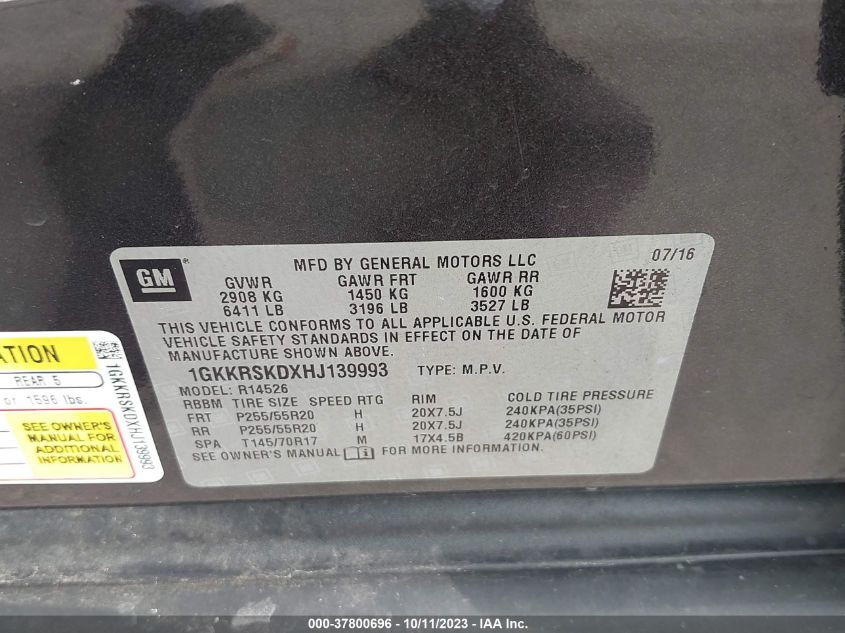 GM
MFD BY GENERAL MOTORS LLC
07/16
GVWR GAWR FRT GAWR RR
2908 KG 1450 KG 1600 KG
6411 LB 3196 LB 3527 LB
THIS VEHICLE CONFORMS TO ALL APPLICABLE U.S. FEDERAL MOTOR
VEHICLE SAFETY STANDARDS IN EFFECT ON THE DATE OF
MANUFACTURE SHOWN ABOVE.
1GKKRSKDXHJ139993 TYPE: M.P.V.
MODEL: R14526
RBBM TIRE SIZE SPEED RTG RIM COLD TIRE PRESSURE
FRT P255/55R20 H 20X7.5J 240KPA(35PSI)
RR P255/55R20 H 20X7.5J 240KPA(35PSI)
SPA T145/70R17 M 17X4.5B 420KPA(60PSI)
SEE OWNER'S MANUAL FOR MORE INFORMATION.
ATION
REAR 5
or 1596 lbs.
SEE OWNER'S
MANUAL FOR
ADDITIONAL
INFORMATION
1GKKRSKDXHJ139993
000-37800696 - 10/11/2023 - IAA, Inc.